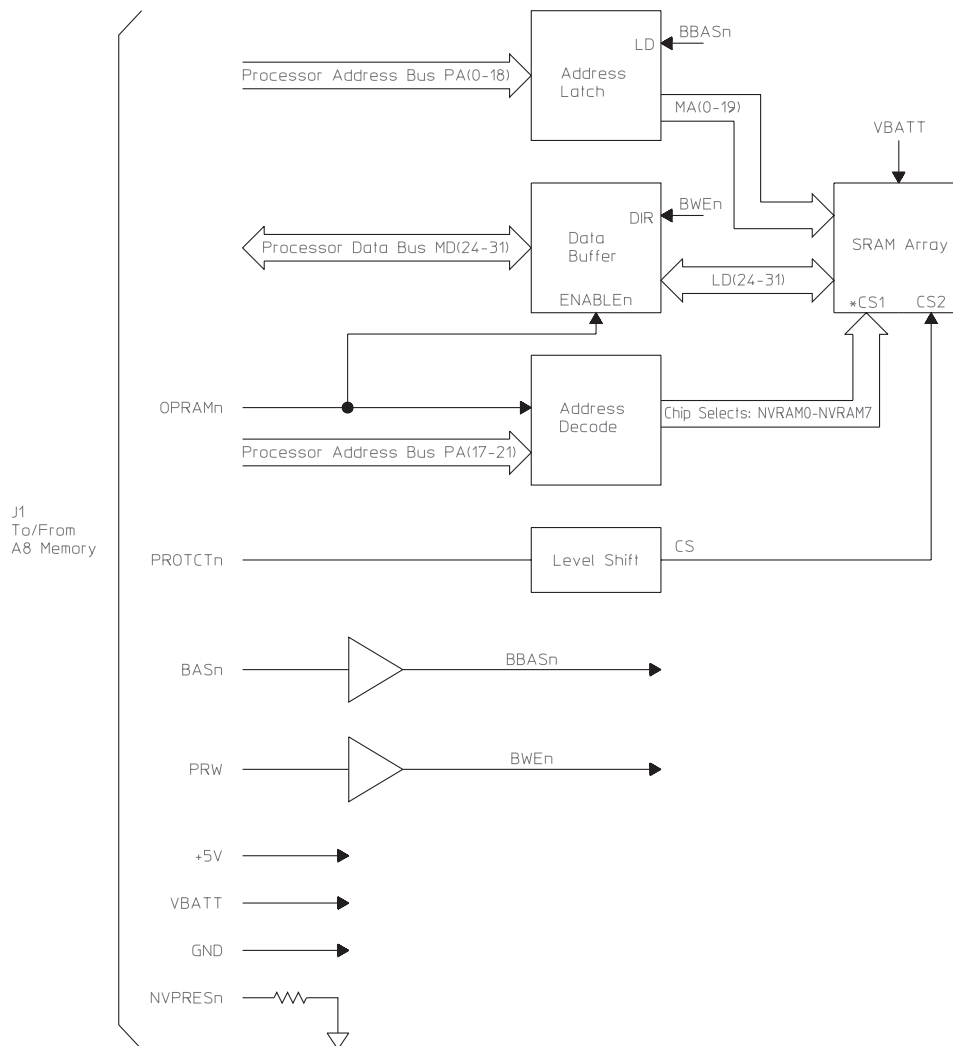 BBASn
LD
Processor Address Bus PA(0-18)
Address
Latch
MA(0-19)
VBATT
BWEn
DIR
Processor Data Bus MD(24-31)
Data
Buffer
SRAM Array
LD(24-31)
ENABLEn
*CS1
CS2
OPRAMn
Address
Decode
Chip Selects: NVRAM0-NVRAM7
Processor Address Bus PA(17-21)
J1
To/From
A8 Memory
PROTCTn
Level Shift
CS
BASn
BBASn
PRW
BWEn
+5V
VBATT
GND
NVPRESn